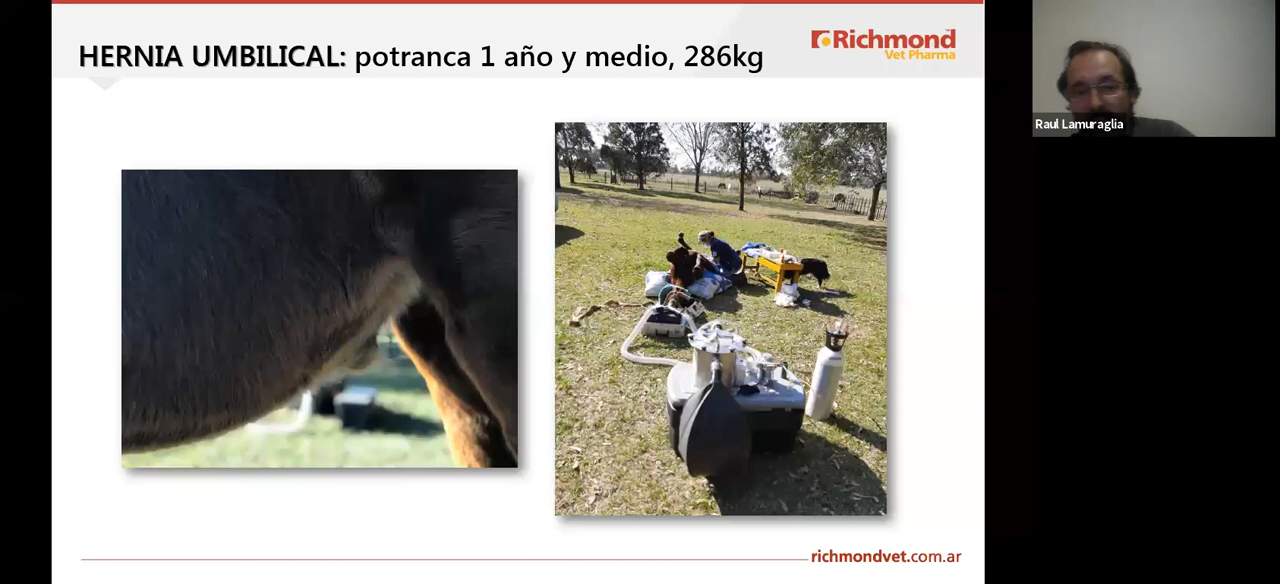 HERNIA UMBILICAL: potranca 1 año y medio, 286kg
Richmond
Vet Pharma
Raul Lamuraglia
richmondvet.com.ar